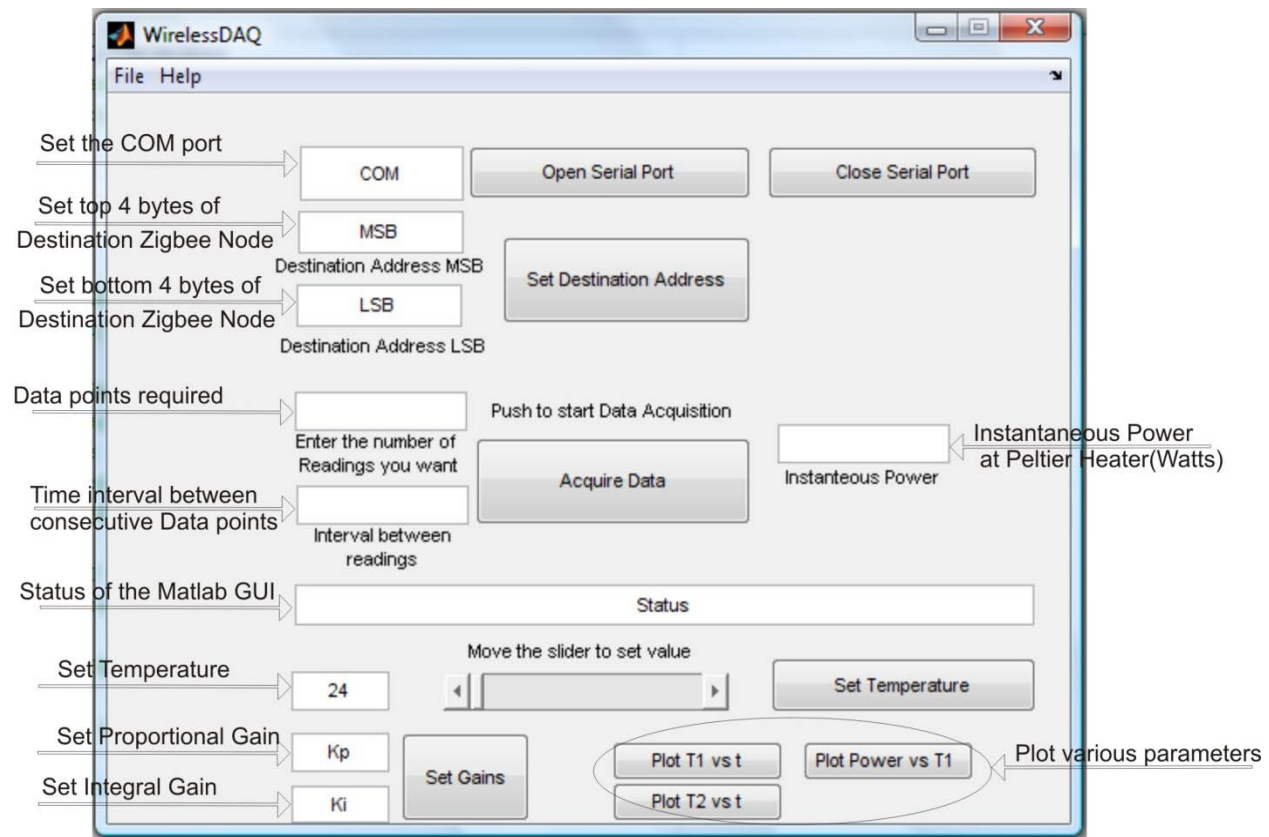 WirelessDAQ
File Help
Set the COM port
COM
Open Serial Port
Close Serial Port
Set top 4 bytes of
Destination Zigbee Node
MSB
Destination Address MSB
Set Destination Address
Set bottom 4 bytes of
Destination Zigbee Node
LSB
Destination Address LSB
Data points required
Enter the number of
Readings you want
Push to start Data Acquisition
Acquire Data
Instanteous Power
Instantaneous Power
at Peltier Heater(Watts)
Time interval between
consecutive Data points
Interval between
readings
Status of the Matlab GUI
Status
Set Temperature
24
Move the slider to set value
Set Temperature
Set Proportional Gain
Kp
Set Integral Gain
Ki
Set Gains
Plot T1 vs t
Plot Power vs T1
Plot T2 vs t
Plot various parameters